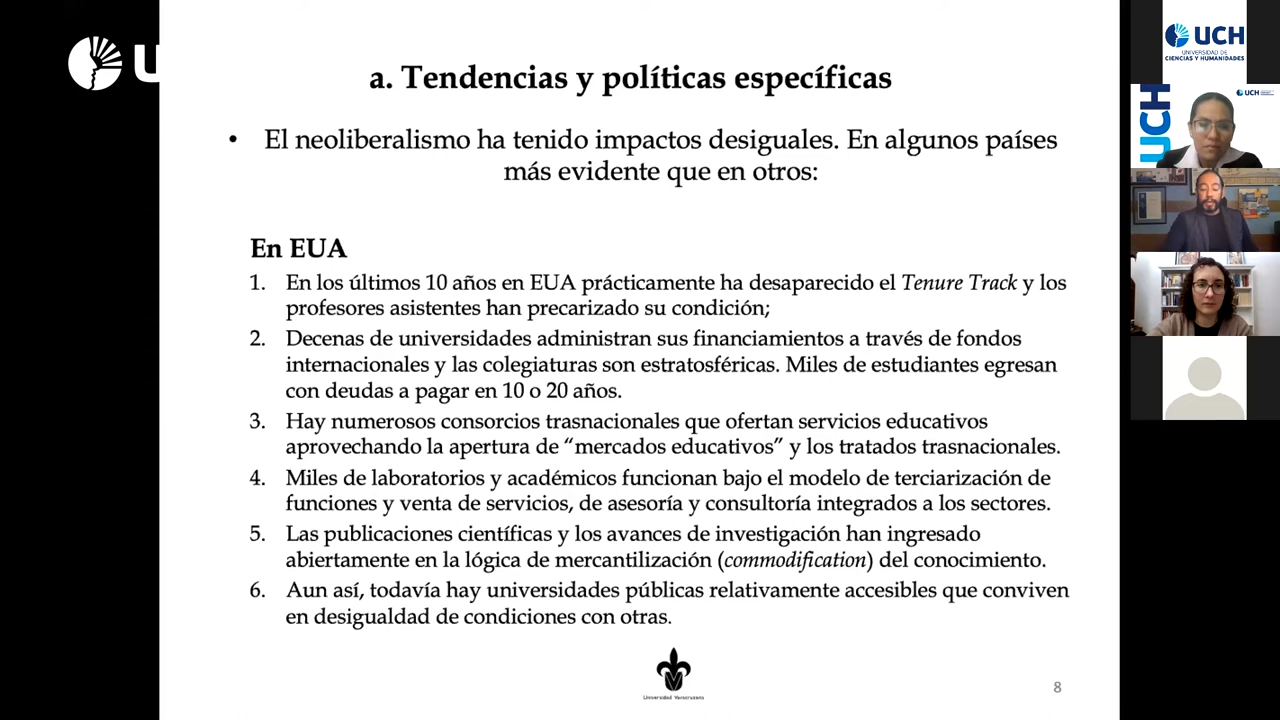 U
a. Tendencias y políticas específicas
• El neoliberalismo ha tenido impactos desiguales. En algunos países
más evidente que en otros:
En EUA
1. En los últimos 10 años en EUA prácticamente ha desaparecido el Tenure Track y los
profesores asistentes han precarizado su condición;
2. Decenas de universidades administran sus financiamientos a través de fondos
internacionales y las colegiaturas son estratosféricas. Miles de estudiantes egresan
con deudas a pagar en 10 o 20 años.
3. Hay numerosos consorcios trasnacionales que ofertan servicios educativos
aprovechando la apertura de “mercados educativos” y los tratados trasnacionales.
4. Miles de laboratorios y académicos funcionan bajo el modelo de terciarización de
funciones y venta de servicios, de asesoría y consultoría integrados a los sectores.
5. Las publicaciones científicas y los avances de investigación han ingresado
abiertamente en la lógica de mercantilización (commodification) del conocimiento.
6. Aun así, todavía hay universidades públicas relativamente accesibles que conviven
en desigualdad de condiciones con otras.
Universidad Veracruzana
8
UCH
UNIVERSIDAD DE
CIENCIAS Y HUMANIDADES
UCH
UCH